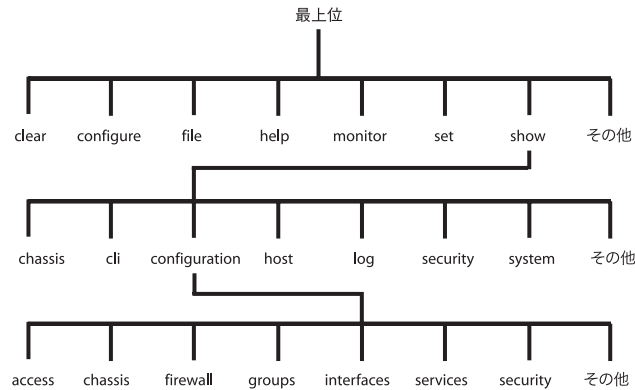 最上位
clear configure file help monitor set show その他
chassis cli configuration host log security system その他
access chassis firewall groups interfaces services security その他